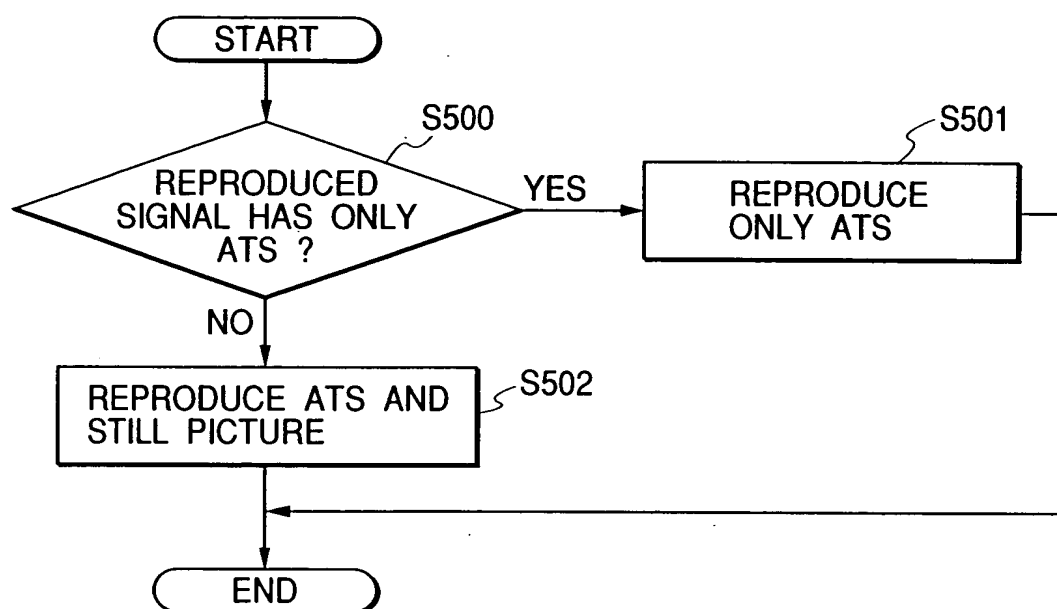 START
S500
REPRODUCED
SIGNAL HAS ONLY
ATS ?
YES
S501
REPRODUCE
ONLY ATS
NO
S502
REPRODUCE ATS AND
STILL PICTURE
END